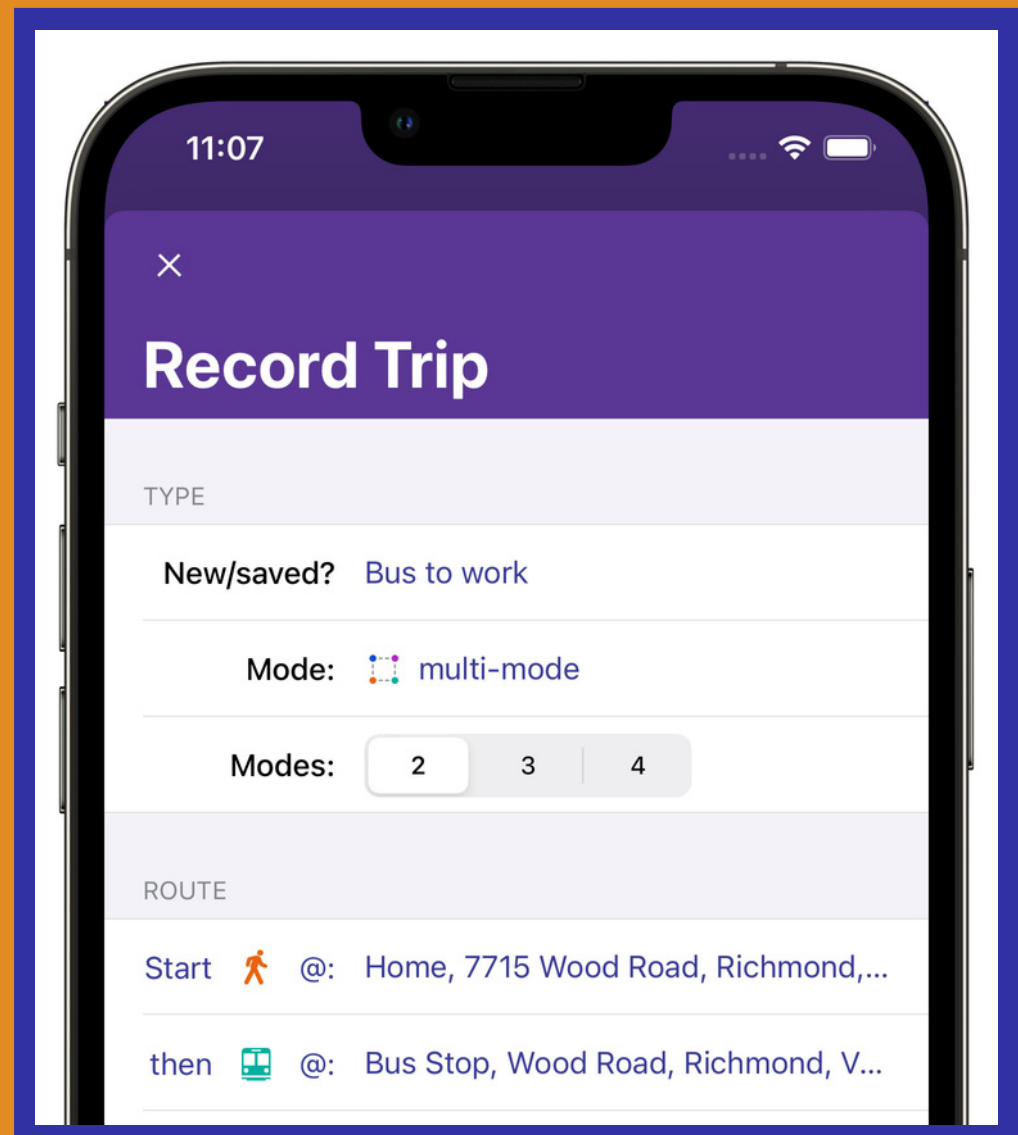 11:07
Record Trip
TYPE
New/saved? Bus to work
Mode: multi-mode
Modes: 2 3 4
ROUTE
Start @: Home, 7715 Wood Road, Richmond,...
then @: Bus Stop, Wood Road, Richmond, V...